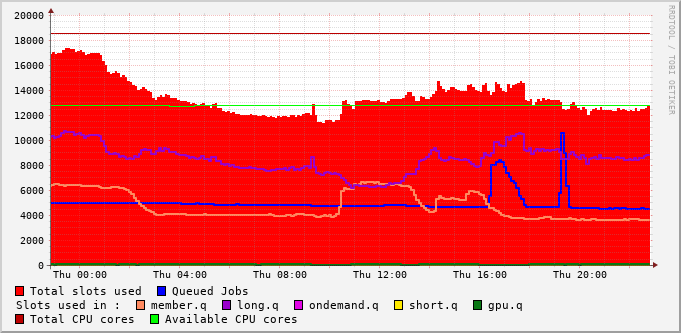 RRDTOOL / TOBI OETIKER
20000
18000
16000
14000
12000
10000
8000
6000
4000
2000
0
Thu 00:00 Thu 04:00 Thu 08:00 Thu 12:00 Thu 16:00 Thu 20:00
Total slots used Queued Jobs
Slots used in : member.q long.q ondemand.q short.q gpu.q
Total CPU cores Available CPU cores